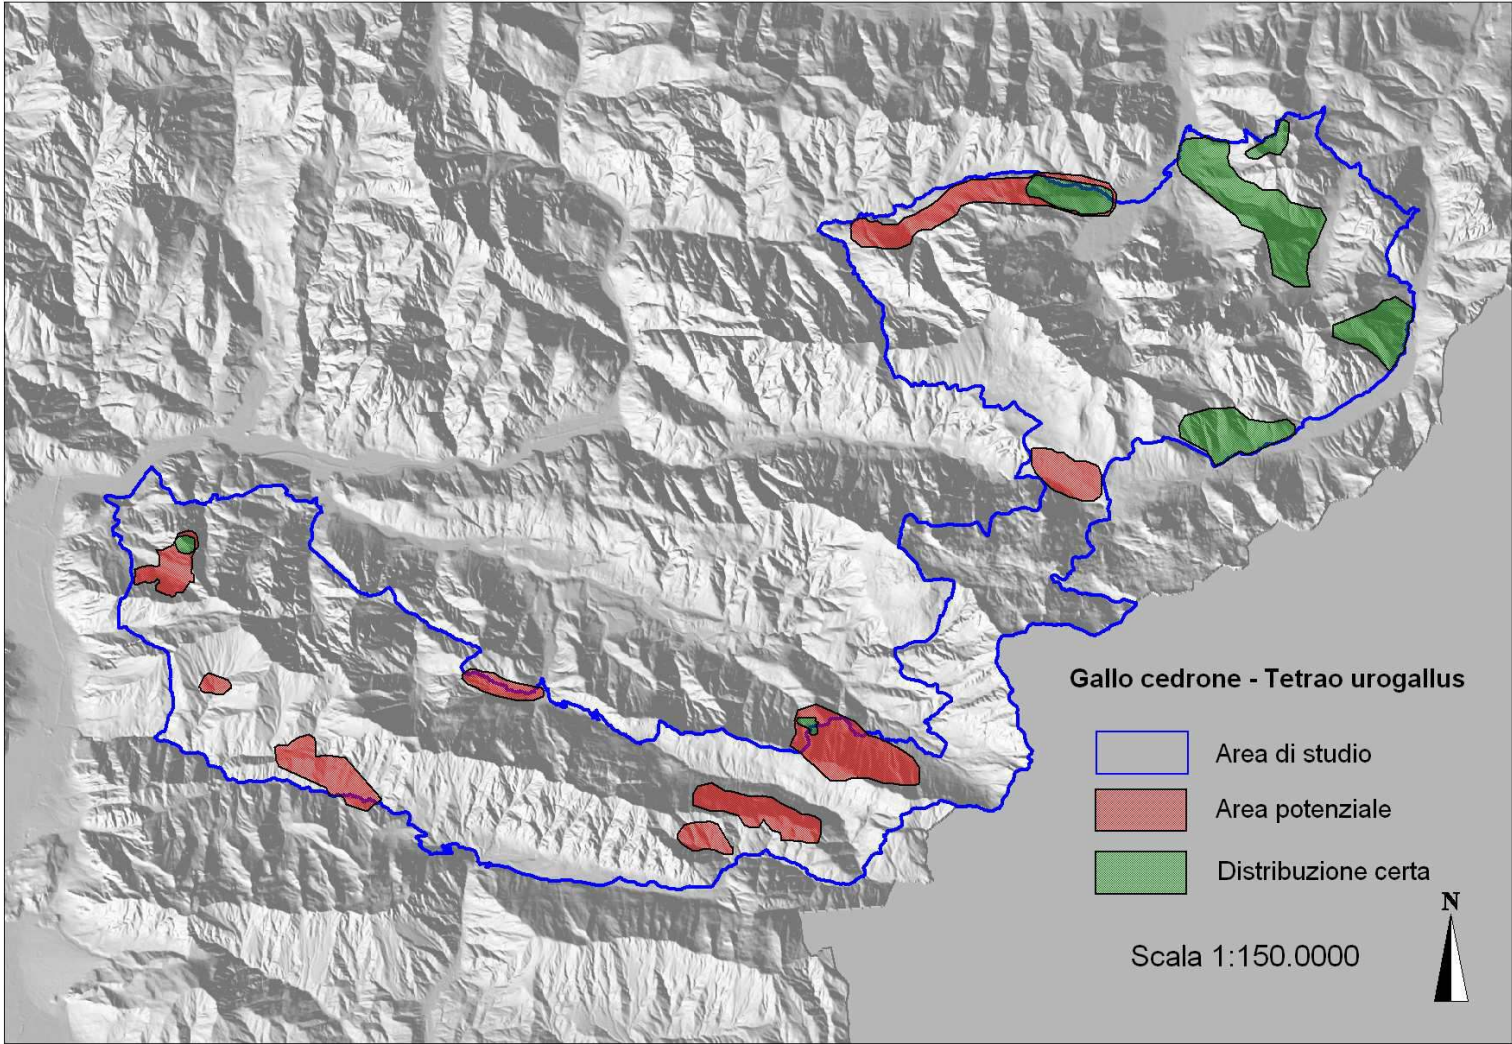 Gallo cedrone - Tetrao urogallus
Area di studio
Area potenziale
Distribuzione certa
N
Scala 1:150.0000